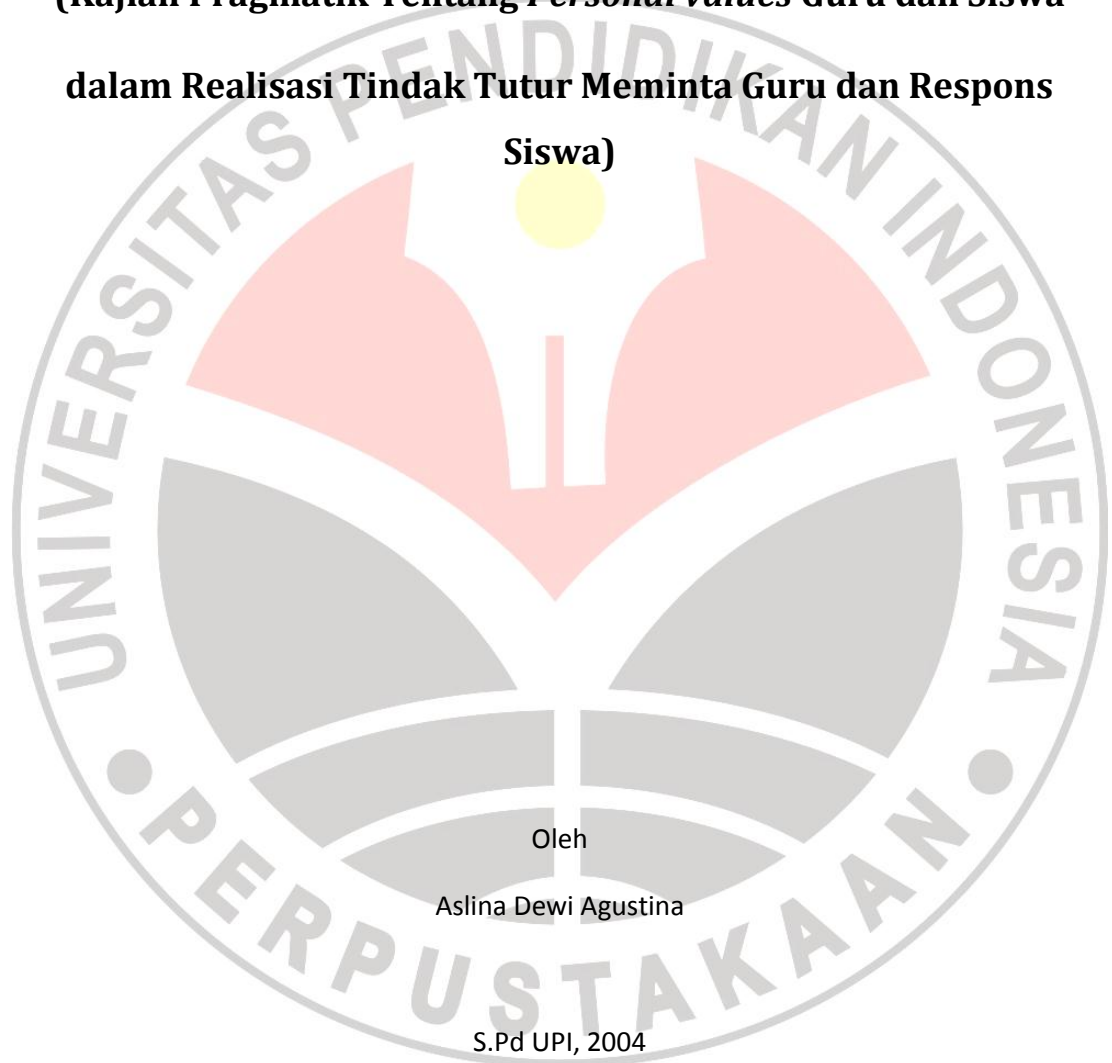 (Kajian Pragmatik Tentang Personal values Guru dan Siswa
dalam Realisasi Tindak Tutur Meminta Guru dan Respons
Siswa)
UNIVERSITAS PENDIDIKAN INDONESIA
PERPUSTAKAAN
Oleh
Aslina Dewi Agustina
S.Pd UPI, 2004